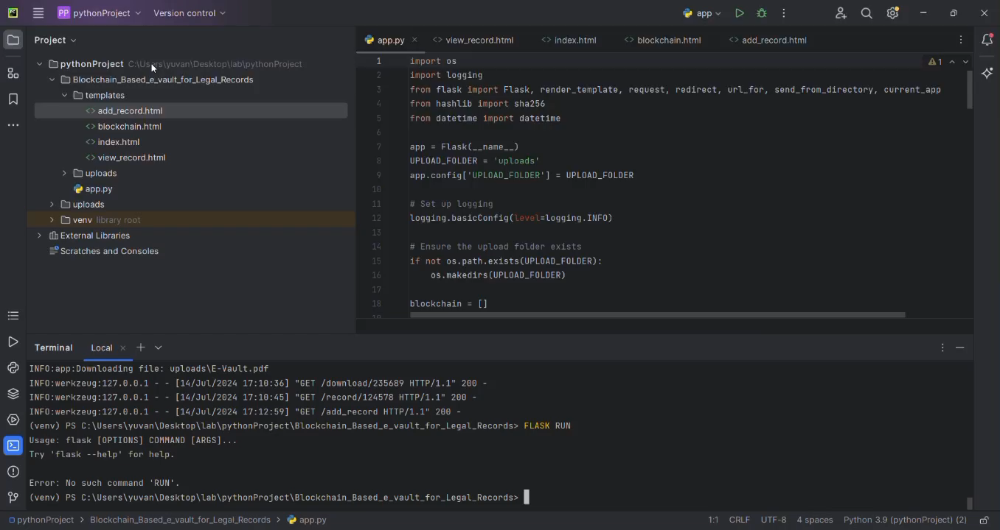 PP pythonProject Version control app
Project
app.py view_record.html index.html blockchain.html add_record.html
pythonProject C:\Users\yuvan\Desktop\lab\pythonProject
Blockchain_Based_e_vault_for_Legal_Records
templates
add_record.html
blockchain.html
index.html
view_record.html
uploads
app.py
uploads
venv library root
External Libraries
Scratches and Consoles
1 import os
2 import logging
3 from flask import Flask, render_template, request, redirect, url_for, send_from_directory, current_app
4 from hashlib import sha256
5 from datetime import datetime
6
7 app = Flask(__name__)
8 UPLOAD_FOLDER = 'uploads'
9 app.config['UPLOAD_FOLDER'] = UPLOAD_FOLDER
10
11 # Set up logging
12 logging.basicConfig(level=logging.INFO)
13
14 # Ensure the upload folder exists
15 if not os.path.exists(UPLOAD_FOLDER):
16 os.makedirs(UPLOAD_FOLDER)
17
18 blockchain = []
1
Terminal Local
INFO:app:Downloading file: uploads\E-Vault.pdf
INFO:werkzeug:127.0.0.1 - - [14/Jul/2024 17:10:36] "GET /download/235689 HTTP/1.1" 200 -
INFO:werkzeug:127.0.0.1 - - [14/Jul/2024 17:10:45] "GET /record/124578 HTTP/1.1" 200 -
INFO:werkzeug:127.0.0.1 - - [14/Jul/2024 17:12:59] "GET /add_record HTTP/1.1" 200 -
(venv) PS C:\Users\yuvan\Desktop\lab\pythonProject\Blockchain_Based_e_vault_for_Legal_Records> FLASK RUN
Usage: flask [OPTIONS] COMMAND [ARGS]...
Try 'flask --help' for help.
Error: No such command 'RUN'.
(venv) PS C:\Users\yuvan\Desktop\lab\pythonProject\Blockchain_Based_e_vault_for_Legal_Records>
pythonProject > Blockchain_Based_e_vault_for_Legal_Records > app.py 1:1 CRLF UTF-8 4 spaces Python 3.9 (pythonProject) (2)